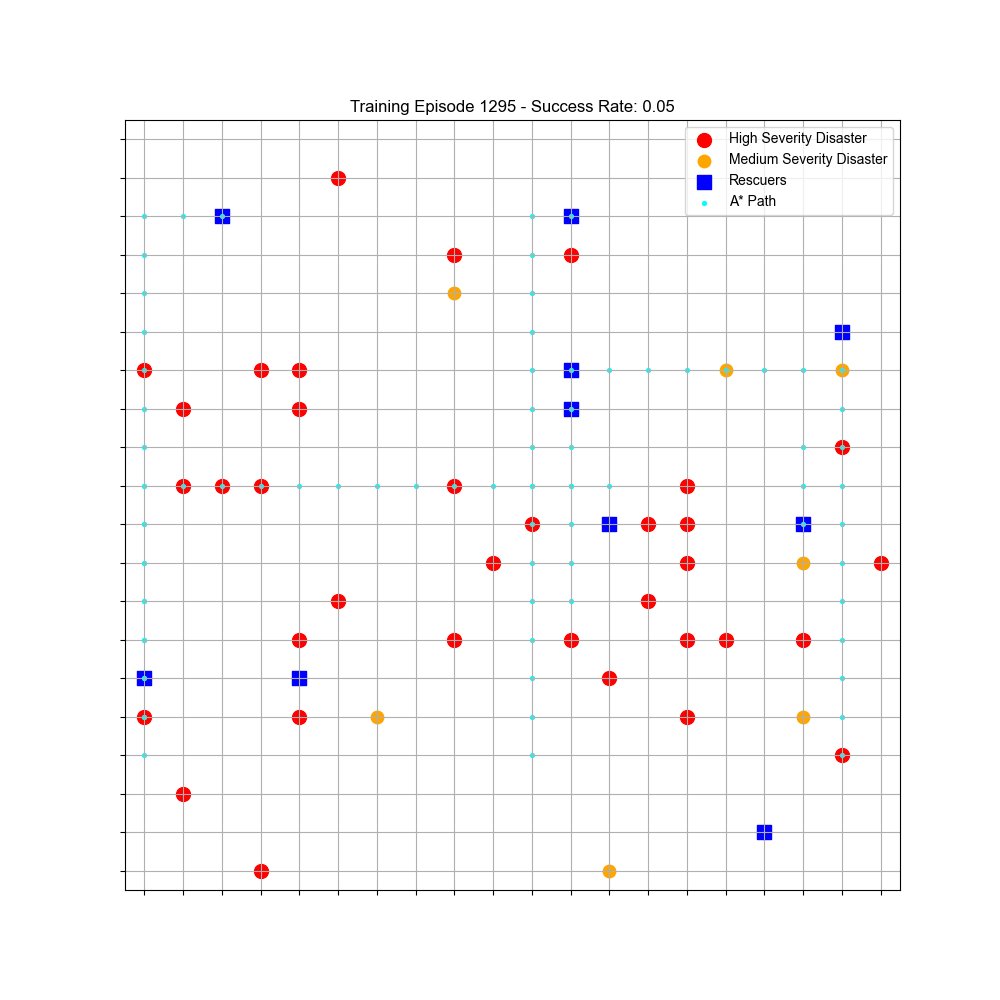 Training Episode 1295 - Success Rate: 0.05
High Severity Disaster
Medium Severity Disaster
Rescuers
A* Path